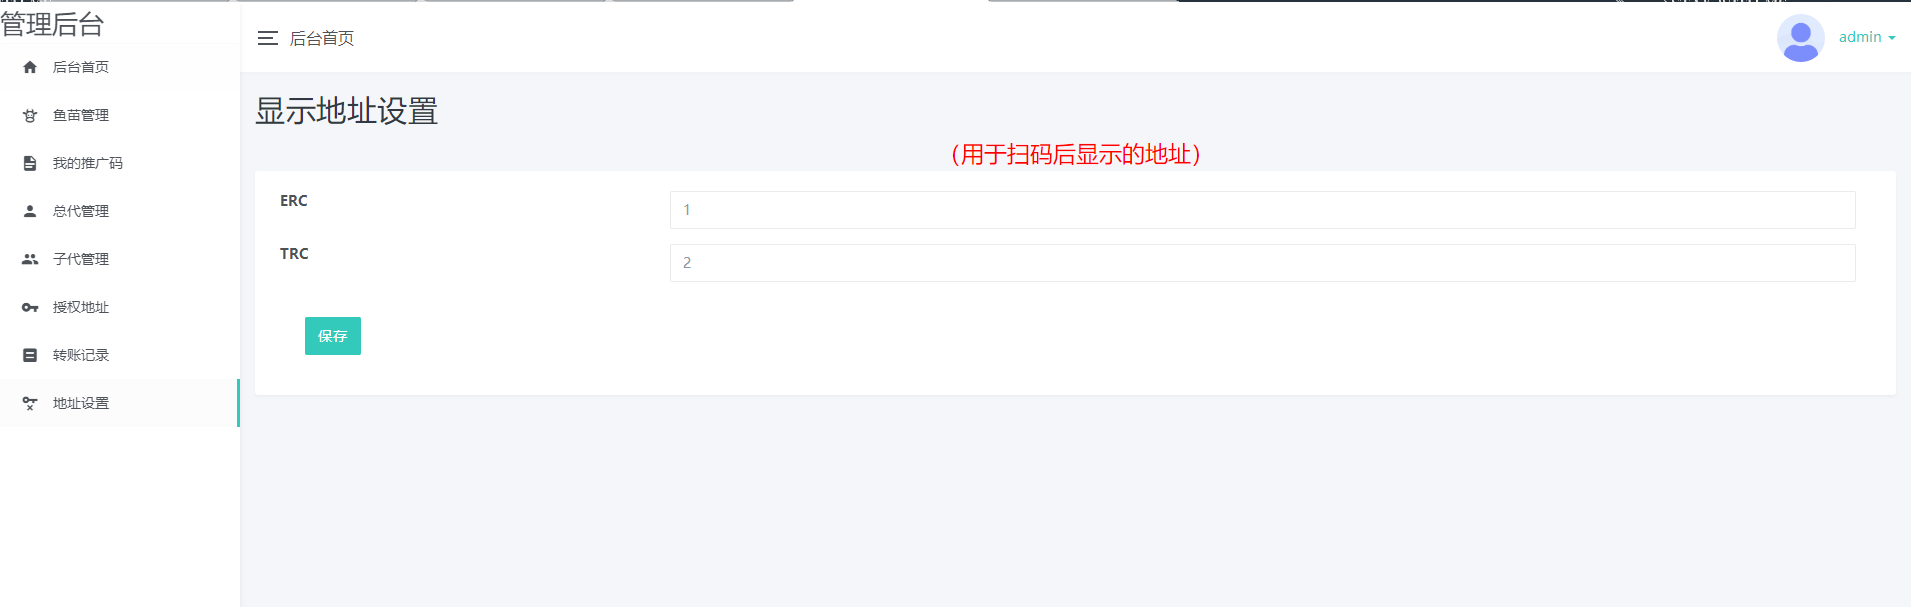 管理后台
后台首页
admin
后台首页
鱼苗管理
我的推广码
总代管理
子代管理
授权地址
转账记录
地址设置
显示地址设置
（用于扫码后显示的地址）
ERC
1
TRC
2
保存